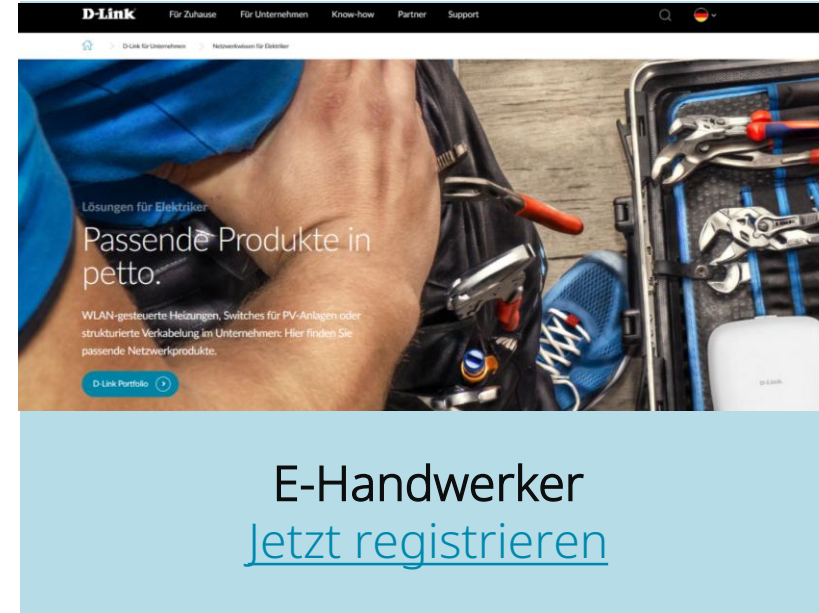 D-Link
Für Zuhause Für Unternehmen Know-how Partner Support
D-Link für Unternehmen Netzwerkwissen für Elektriker
Lösungen für Elektriker
Passende Produkte in
petto.
WLAN-gesteuerte Heizungen, Switches für PV-Anlagen oder
strukturierte Verkabelung im Unternehmen: Hier finden Sie
passende Netzwerkprodukte.
D-Link Portfolio
D-Link
E-Handwerker
Jetzt registrieren